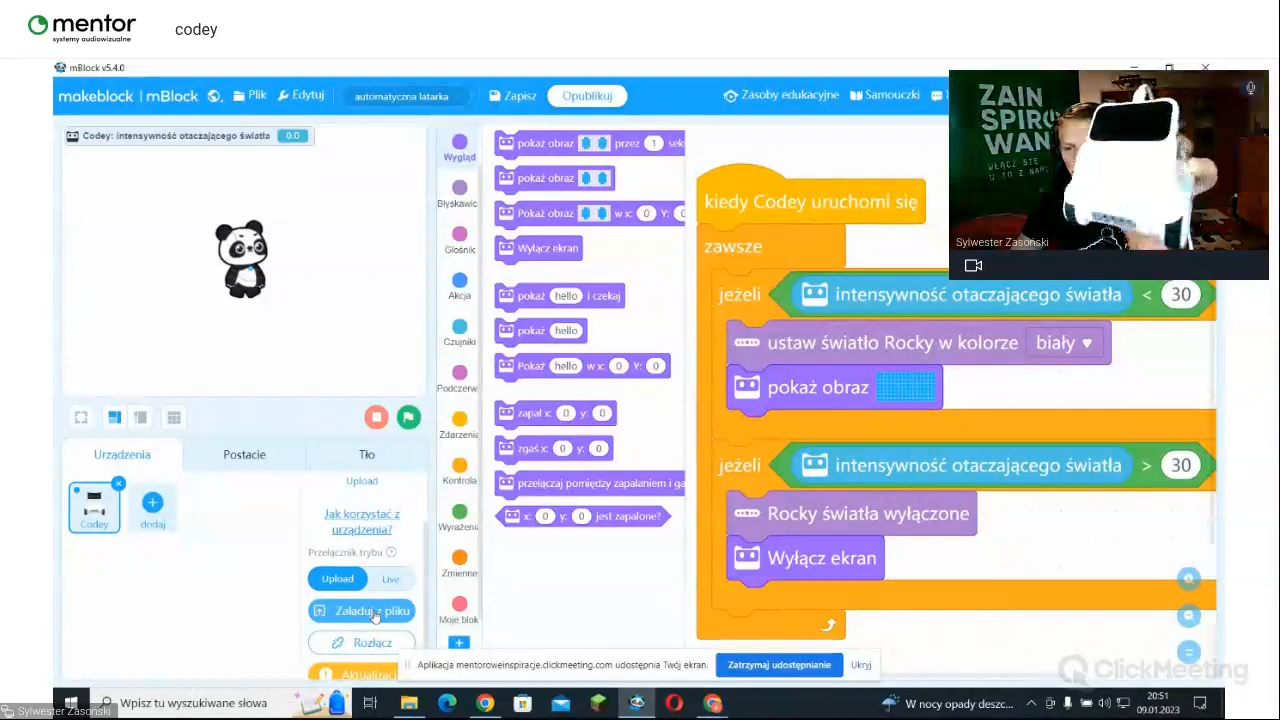 mentor
systemy audiowizualne
codey
mBlock v5.4.0
makeblock | mBlock
Plik
Edytuj
automatyczna latarka
Zapisz
Opublikuj
Zasoby edukacyjne
Samouczki
Codey: intensywność otaczającego światła 0.0
Wygląd
Błyskawic
Głośnik
Akcja
Czujniki
Podczerw
Zdarzenia
Kontrola
Wyrażenia
Zmienne
Moje blok
pokaż obraz przez 1 sek
pokaż obraz
Pokaż obraz w x: 0 Y: 0
Wyłącz ekran
pokaż hello i czekaj
pokaż hello
Pokaż hello w x: 0 Y: 0
zapal x: 0 y: 0
zgaś x: 0 y: 0
przełączaj pomiędzy zapalaniem i ga
x: 0 y: 0 jest zapalone?
kiedy Codey uruchomi się
zawsze
jeżeli intensywność otaczającego światła < 30
ustaw światło Rocky w kolorze biały
pokaż obraz
jeżeli intensywność otaczającego światła > 30
Rocky światła wyłączone
Wyłącz ekran
ZAIN
SPIRO
WAN
WŁĄCZ SIĘ
Sylwester Zasoński
Urządzenia
Postacie
Tło
Codey
dodaj
Upload
Jak korzystać z
urządzenia?
Przełącznik trybu
Upload
Live
Załaduj z pliku
Rozłącz
Aktualizacj
Aplikacja mentoroweinspiracje.clickmeeting.com udostępnia Twój ekran.
Zatrzymaj udostępnianie
Ukryj
ClickMeeting
Wpisz tu wyszukiwane słowa
W nocy opady deszc...
20:51
09.01.2023
Sylwester Zasoński